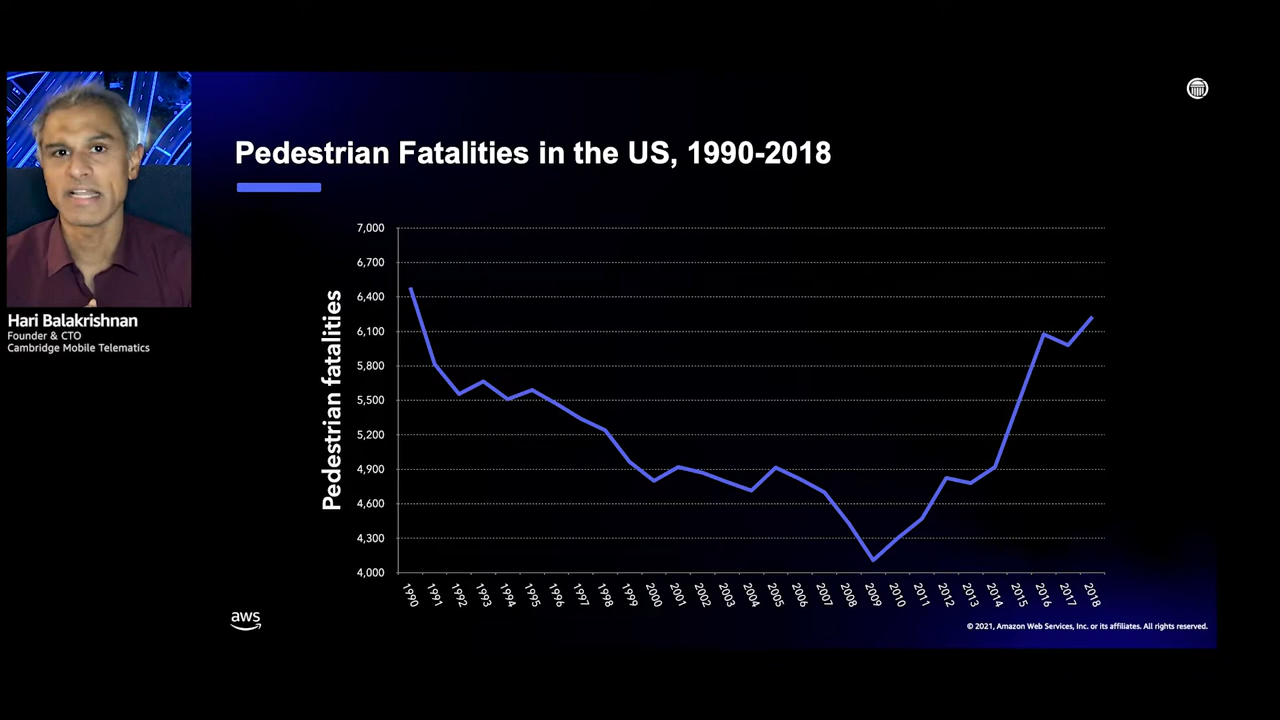 Pedestrian Fatalities in the US, 1990-2018
Hari Balakrishnan
Founder & CTO
Cambridge Mobile Telematics
Pedestrian fatalities
7,000
6,700
6,400
6,100
5,800
5,500
5,200
4,900
4,600
4,300
4,000
1990 1991 1992 1993 1994 1995 1996 1997 1998 1999 2000 2001 2002 2003 2004 2005 2006 2007 2008 2009 2010 2011 2012 2013 2014 2015 2016 2017 2018
aws
© 2021, Amazon Web Services, Inc. or its affiliates. All rights reserved.